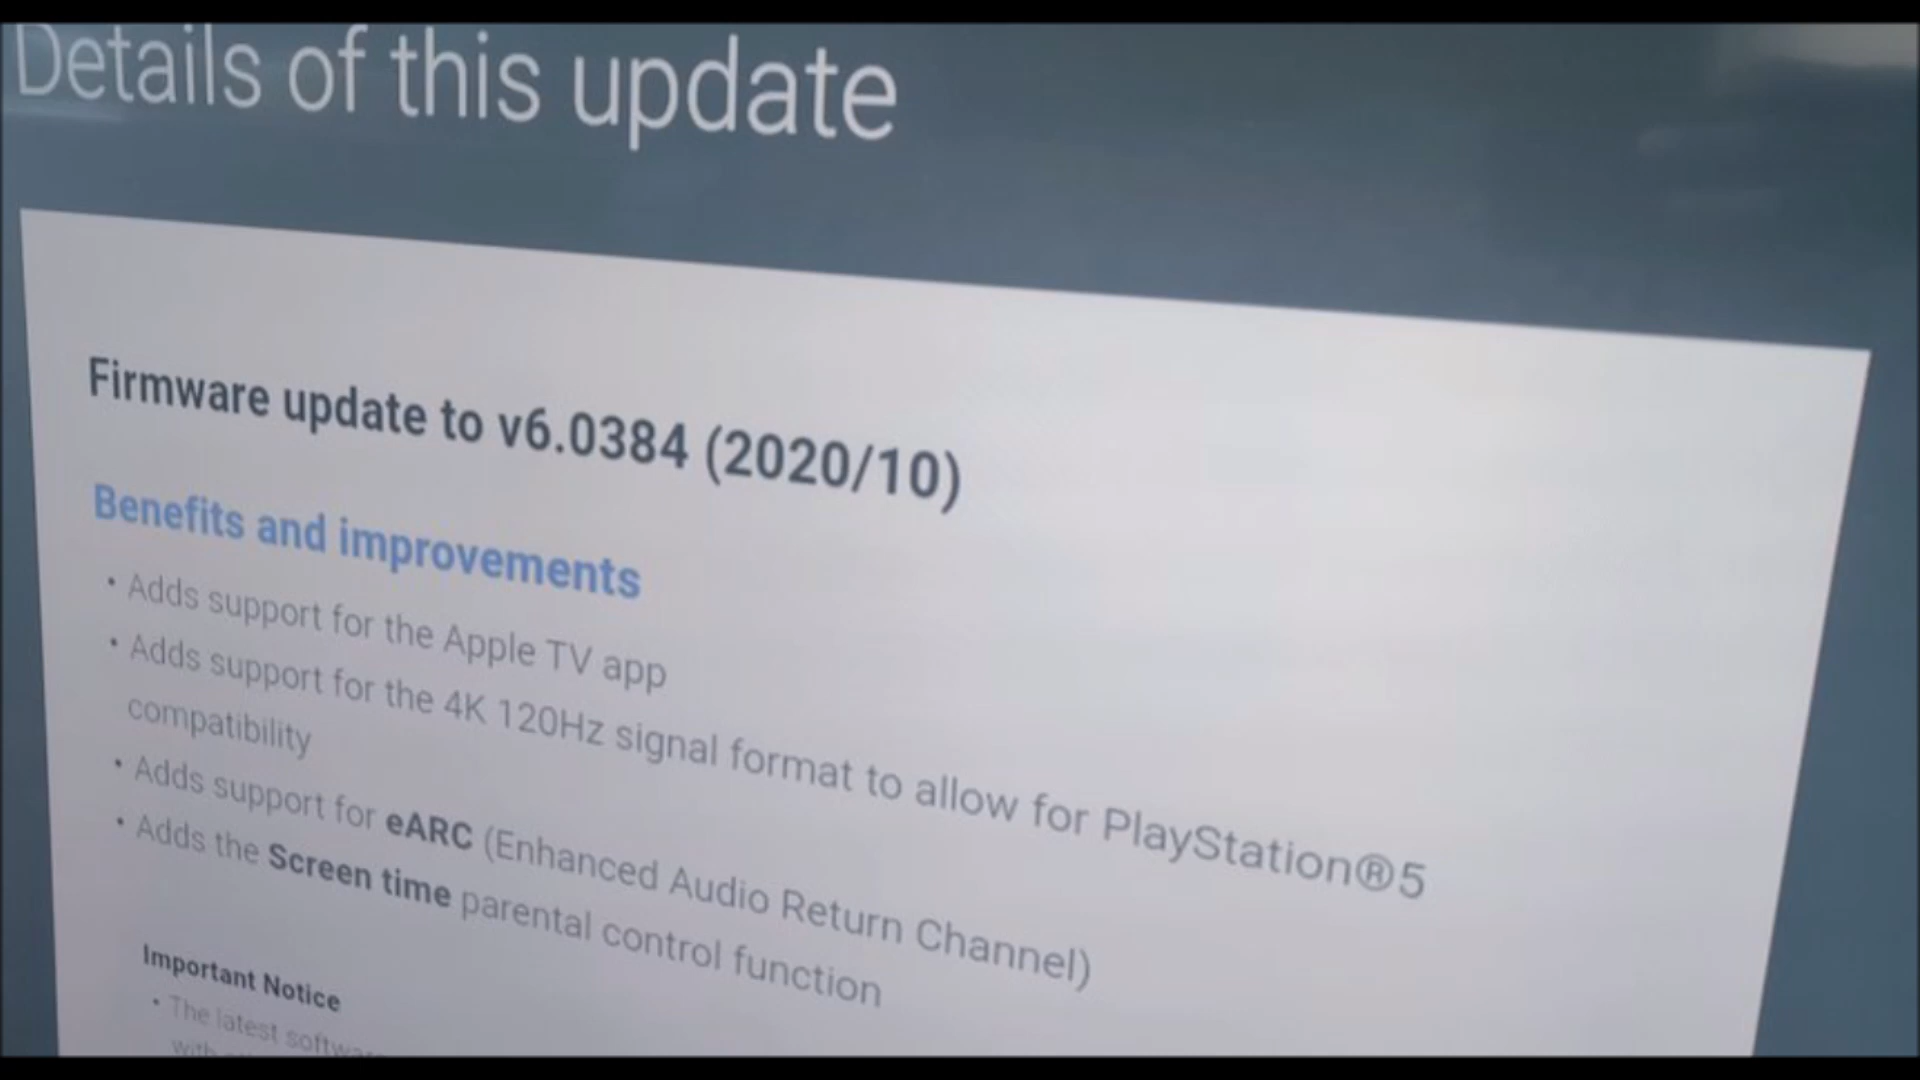 Details of this update
Firmware update to v6.0384 (2020/10)
Benefits and improvements
• Adds support for the Apple TV app
• Adds support for the 4K 120Hz signal format to allow for PlayStation®5
compatibility
• Adds support for eARC (Enhanced Audio Return Channel)
• Adds the Screen time parental control function
Important Notice
• The latest